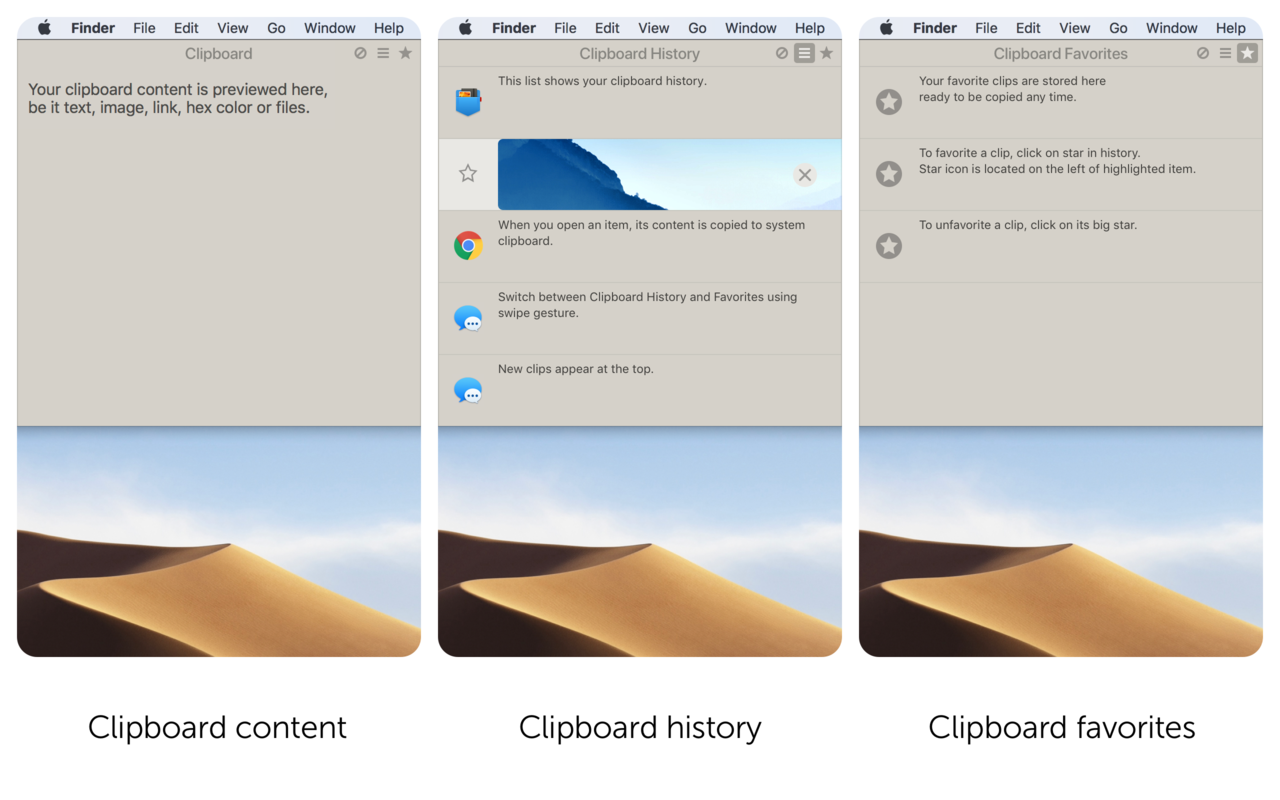 Finder File Edit View Go Window Help
Clipboard
Your clipboard content is previewed here,
be it text, image, link, hex color or files.
Clipboard content
Finder File Edit View Go Window Help
Clipboard History
This list shows your clipboard history.
When you open an item, its content is copied to system
clipboard.
Switch between Clipboard History and Favorites using
swipe gesture.
New clips appear at the top.
Clipboard history
Finder File Edit View Go Window Help
Clipboard Favorites
Your favorite clips are stored here
ready to be copied any time.
To favorite a clip, click on star in history.
Star icon is located on the left of highlighted item.
To unfavorite a clip, click on its big star.
Clipboard favorites